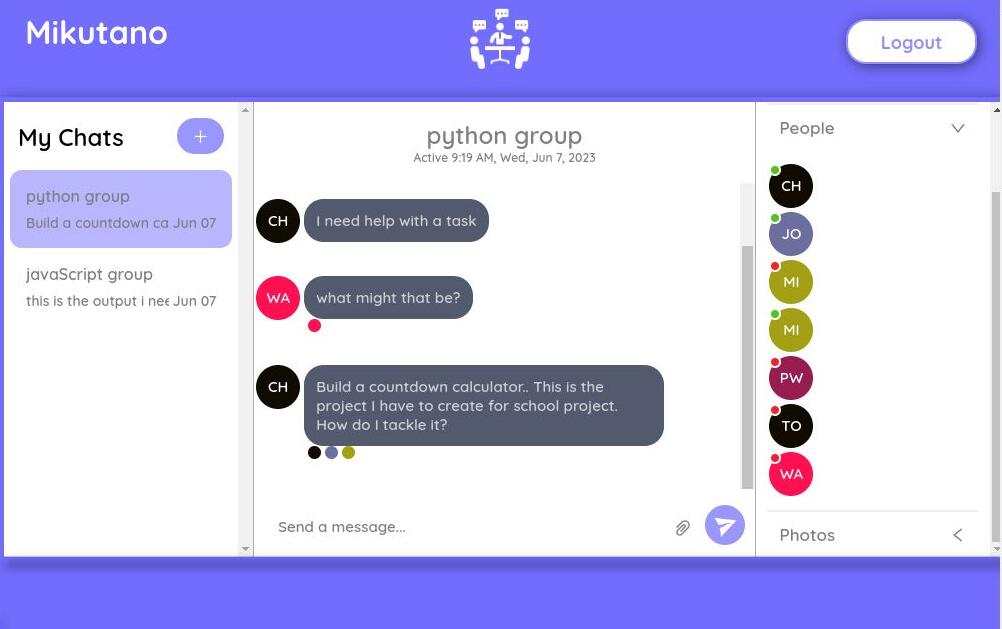 Mikutano
Logout
My Chats
+
python group
Build a countdown ca Jun 07
javaScript group
this is the output i nee Jun 07
python group
Active 9:19 AM, Wed, Jun 7, 2023
CH
I need help with a task
WA
what might that be?
CH
Build a countdown calculator.. This is the
project I have to create for school project.
How do I tackle it?
Send a message...
People
CH
JO
MI
MI
PW
TO
WA
Photos